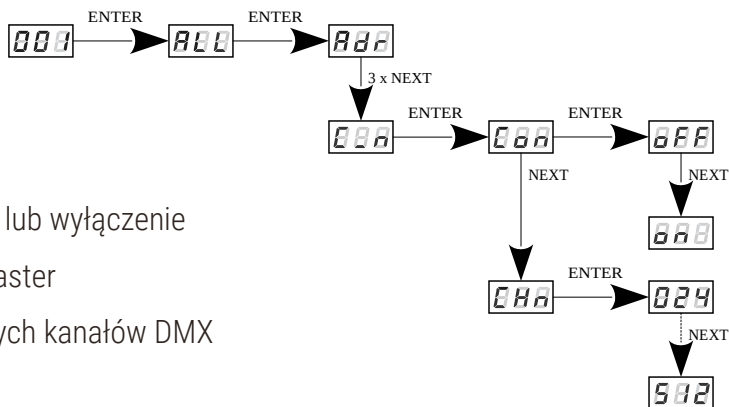 ENTER ENTER
001 ALL Adr
3 x NEXT
ENTER ENTER
C_n Con oFF
NEXT NEXT
lub wyłączenie
on
aster
ENTER
CHn 024
ych kanałów DMX
NEXT
512